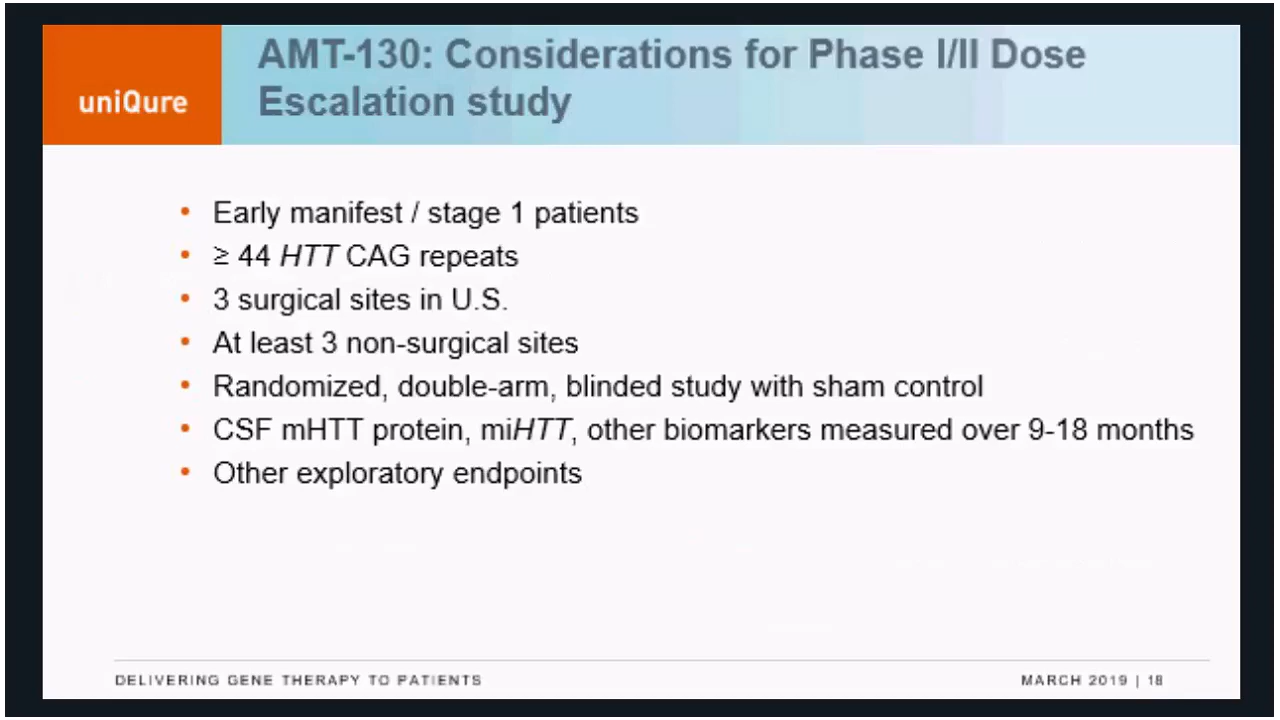 uniQure
AMT-130: Considerations for Phase I/II Dose
Escalation study
• Early manifest / stage 1 patients
• ≥ 44 HTT CAG repeats
• 3 surgical sites in U.S.
• At least 3 non-surgical sites
• Randomized, double-arm, blinded study with sham control
• CSF mHTT protein, miHTT, other biomarkers measured over 9-18 months
• Other exploratory endpoints
DELIVERING GENE THERAPY TO PATIENTS
MARCH 2019 | 18